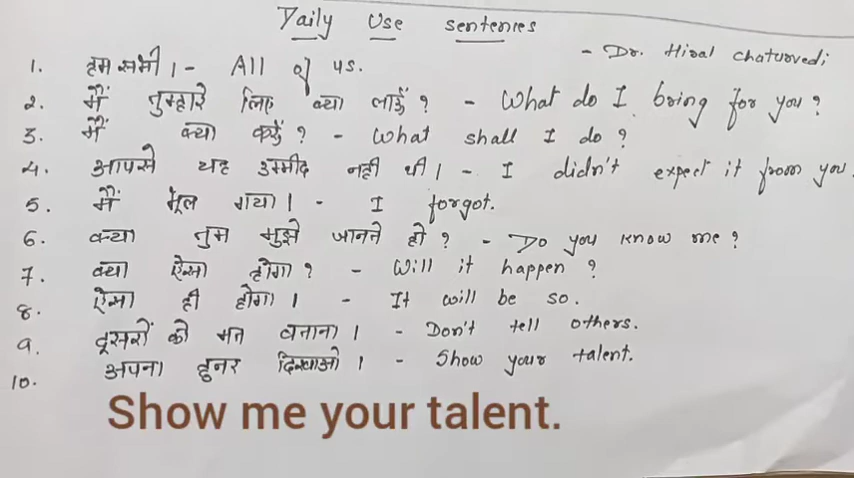 Daily Use sentences
- Dr. Hiral chaturvedi
1. हम सभी । - All of us.
2. मैं तुम्हारे लिए क्या लाऊँ ? - What do I bring for you ?
3. मैं क्या करूँ ? - What shall I do ?
4. आपसे यह उम्मीद नहीं थी । - I didn't expect it from you.
5. मैं भूल गया । - I forgot.
6. क्या तुम मुझे जानते हो ? - Do you know me ?
7. क्या ऐसा होगा ? - Will it happen ?
8. ऐसा ही होगा । - It will be so.
9. दूसरों को मत बताना । - Don't tell others.
10. अपना हुनर दिखाओ । - Show your talent.
Show me your talent.